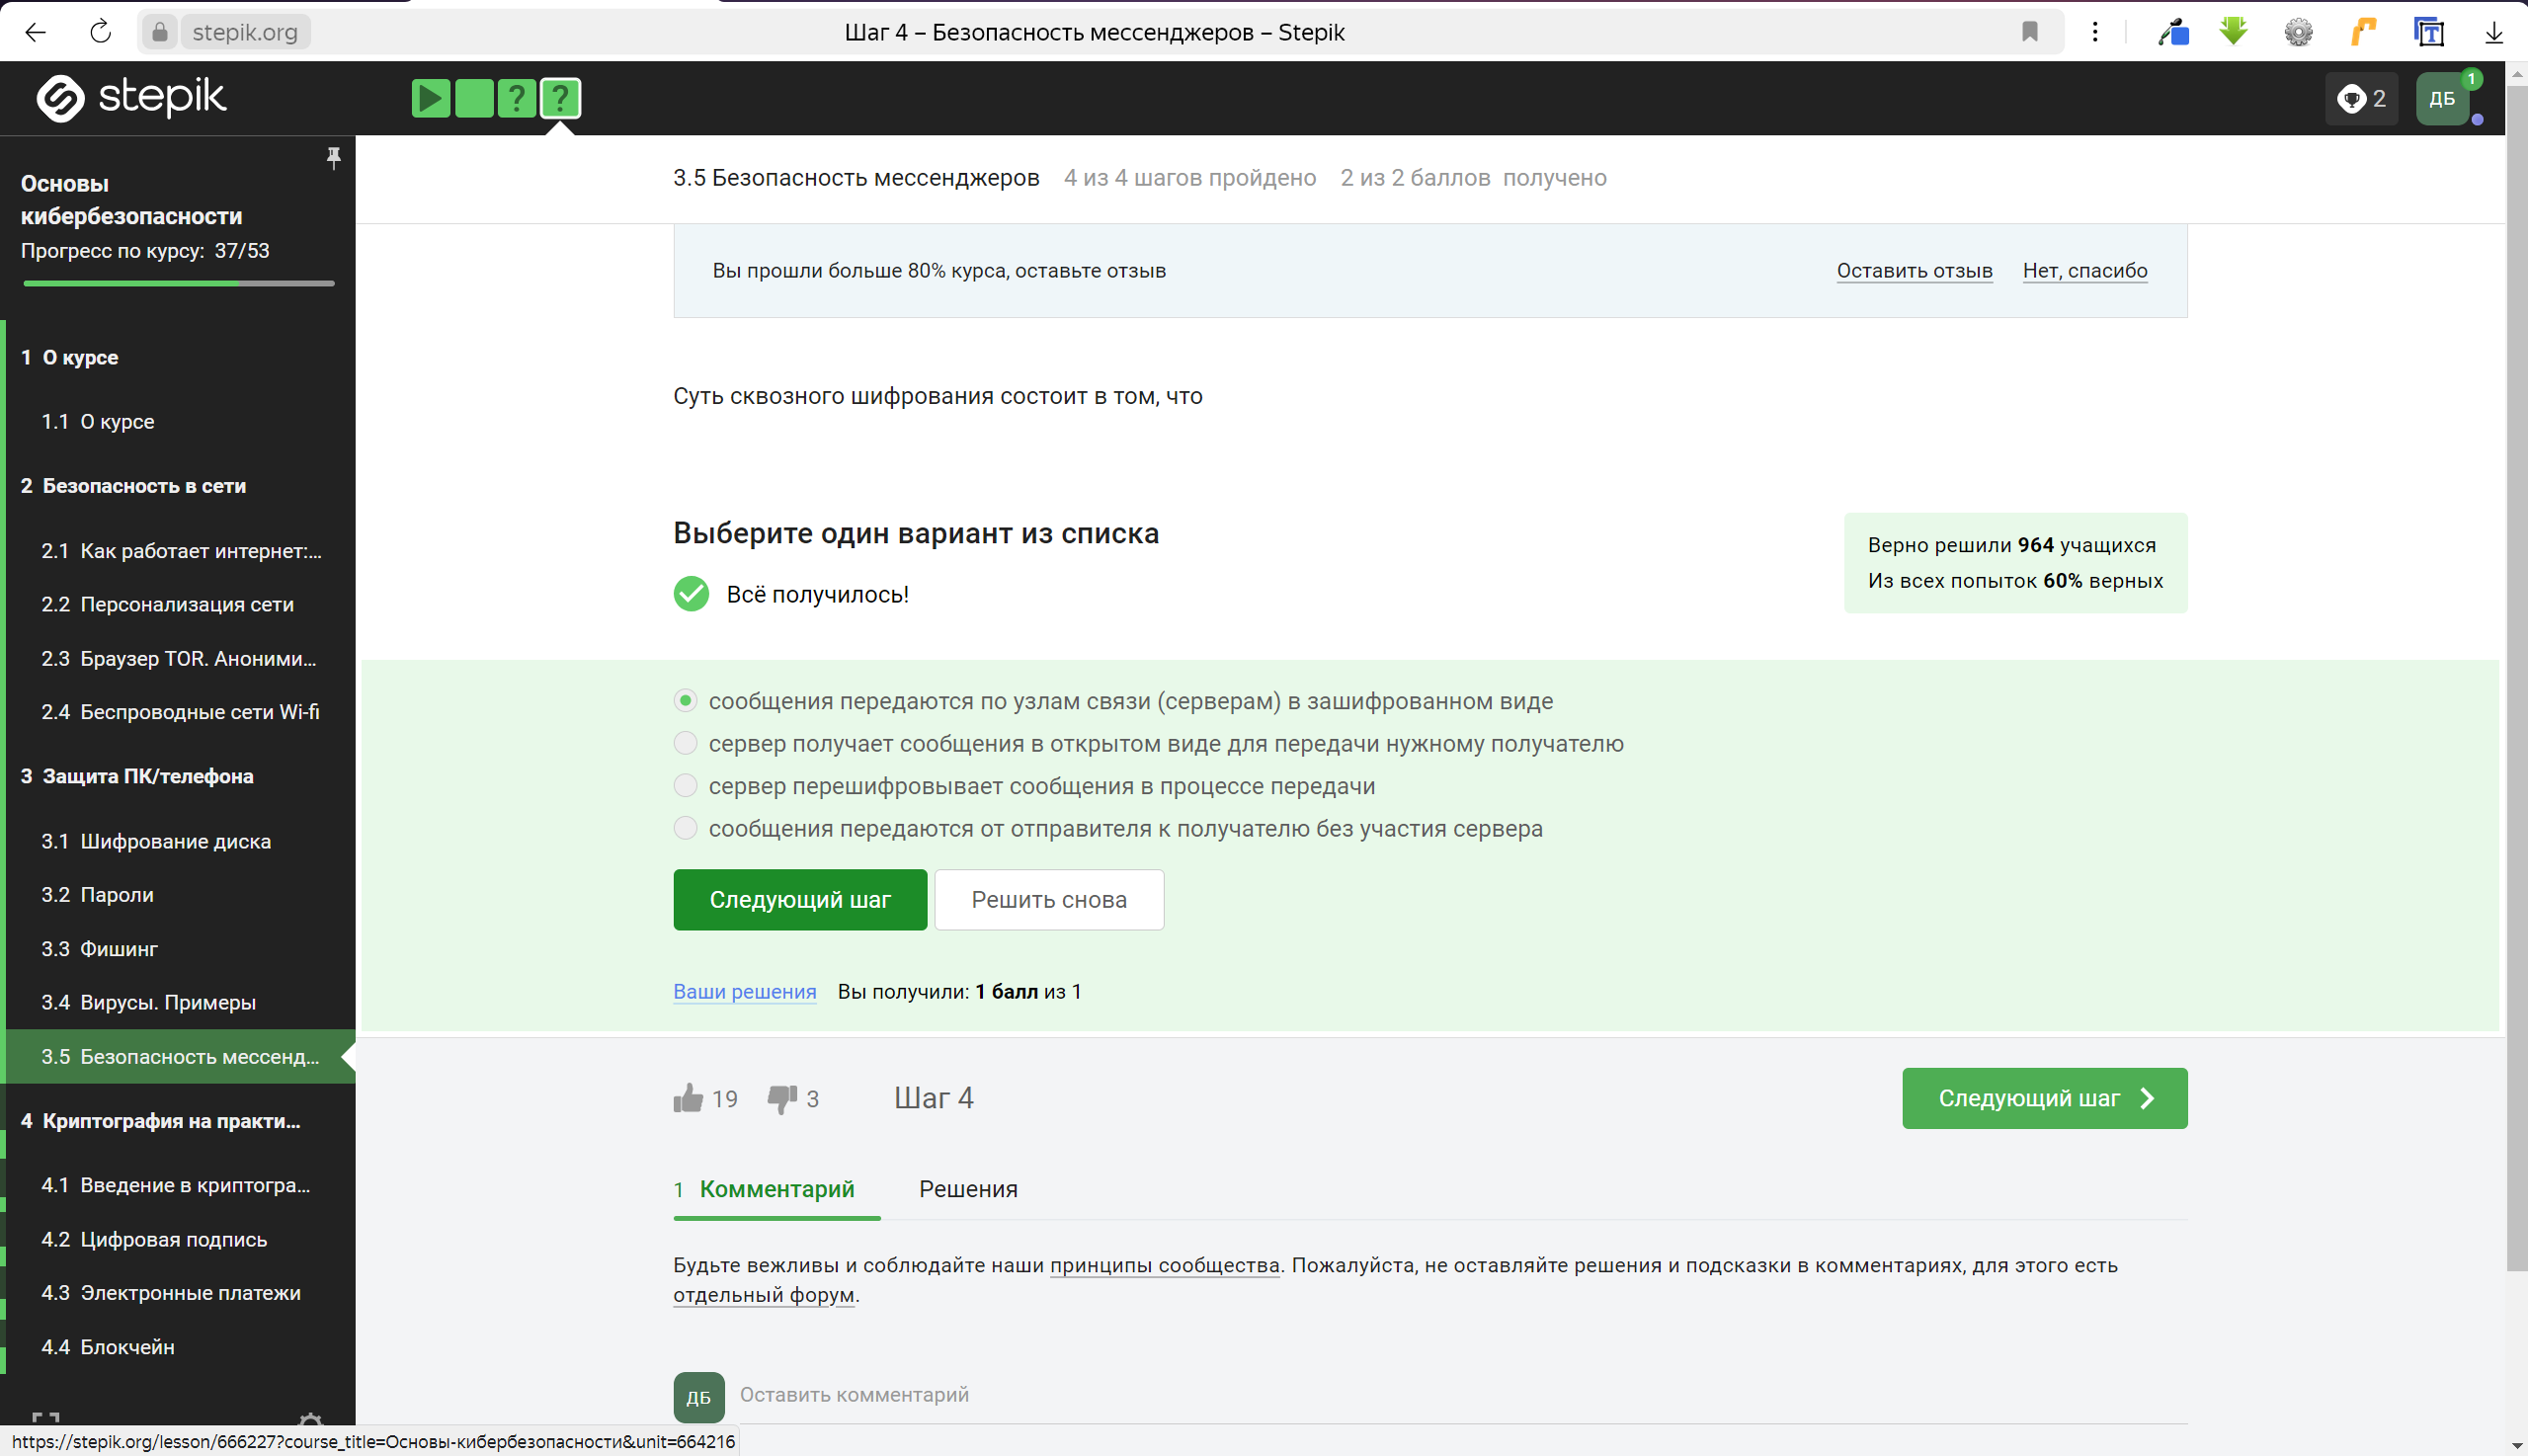 stepik.org
Шаг 4 – Безопасность мессенджеров – Stepik
stepik
? ?
2
ДБ
1
Основы
кибербезопасности
Прогресс по курсу: 37/53
1 О курсе
1.1 О курсе
2 Безопасность в сети
2.1 Как работает интернет:...
2.2 Персонализация сети
2.3 Браузер TOR. Аноними...
2.4 Беспроводные сети Wi-fi
3 Защита ПК/телефона
3.1 Шифрование диска
3.2 Пароли
3.3 Фишинг
3.4 Вирусы. Примеры
3.5 Безопасность мессенд...
4 Криптография на практи...
4.1 Введение в криптогра...
4.2 Цифровая подпись
4.3 Электронные платежи
4.4 Блокчейн
3.5 Безопасность мессенджеров 4 из 4 шагов пройдено 2 из 2 баллов получено
Вы прошли больше 80% курса, оставьте отзыв Оставить отзыв Нет, спасибо
Суть сквозного шифрования состоит в том, что
Выберите один вариант из списка
Всё получилось!
Верно решили 964 учащихся
Из всех попыток 60% верных
сообщения передаются по узлам связи (серверам) в зашифрованном виде
сервер получает сообщения в открытом виде для передачи нужному получателю
сервер перешифровывает сообщения в процессе передачи
сообщения передаются от отправителя к получателю без участия сервера
Следующий шаг Решить снова
Ваши решения Вы получили: 1 балл из 1
19 3 Шаг 4 Следующий шаг
1 Комментарий Решения
Будьте вежливы и соблюдайте наши принципы сообщества. Пожалуйста, не оставляйте решения и подсказки в комментариях, для этого есть
отдельный форум.
ДБ Оставить комментарий
https://stepik.org/lesson/666227?course_title=Основы-кибербезопасности&unit=664216